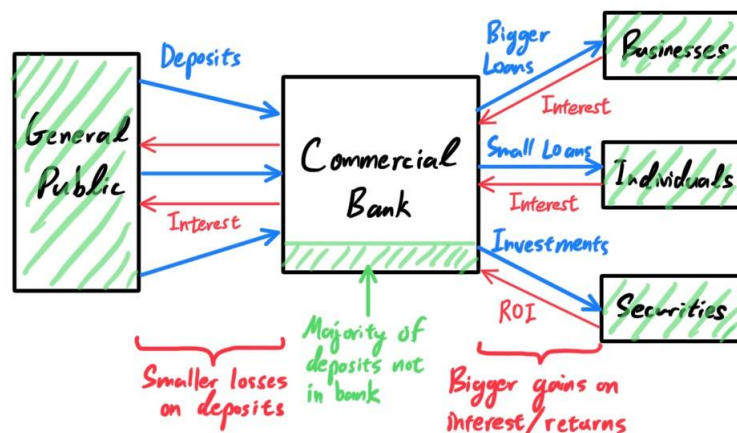 General
Public
Deposits
Interest
Commercial
Bank
Majority of
deposits not
in bank
Smaller losses
on deposits
Bigger
Loans
Interest
Businesses
Small Loans
Interest
Individuals
Investments
ROI
Securities
Bigger gains on
interest/returns